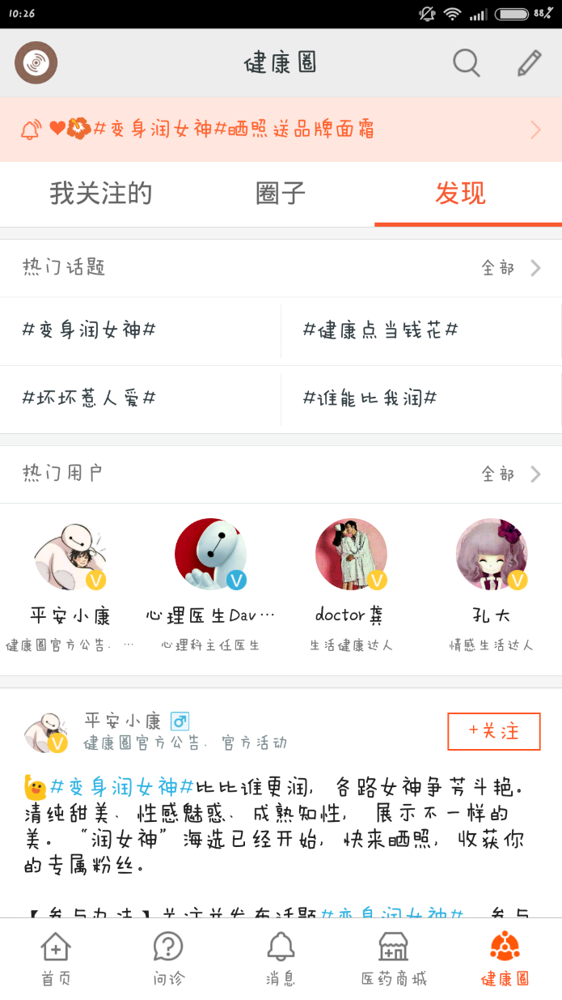 10:26
88%
健康圈
#变身润女神#晒照送品牌面霜
我关注的 圈子 发现
热门话题 全部
#变身润女神# #健康点当钱花#
#坏坏惹人爱# #谁能比我润#
热门用户 全部
平安小康 心理医生Dav… doctor龚 孔大
健康圈官方公告、… 心理科主任医生 生活健康达人 情感生活达人
平安小康
+关注
健康圈官方公告、官方活动
#变身润女神#比比谁更润，各路女神争芳斗艳。
清纯甜美、性感魅惑、成熟知性，展示不一样的
美。“润女神”海选已经开始，快来晒照，收获你
的专属粉丝。
【参与办法】关注并发布话题#变身润女神#，参与
首页 问诊 消息 医药商城 健康圈